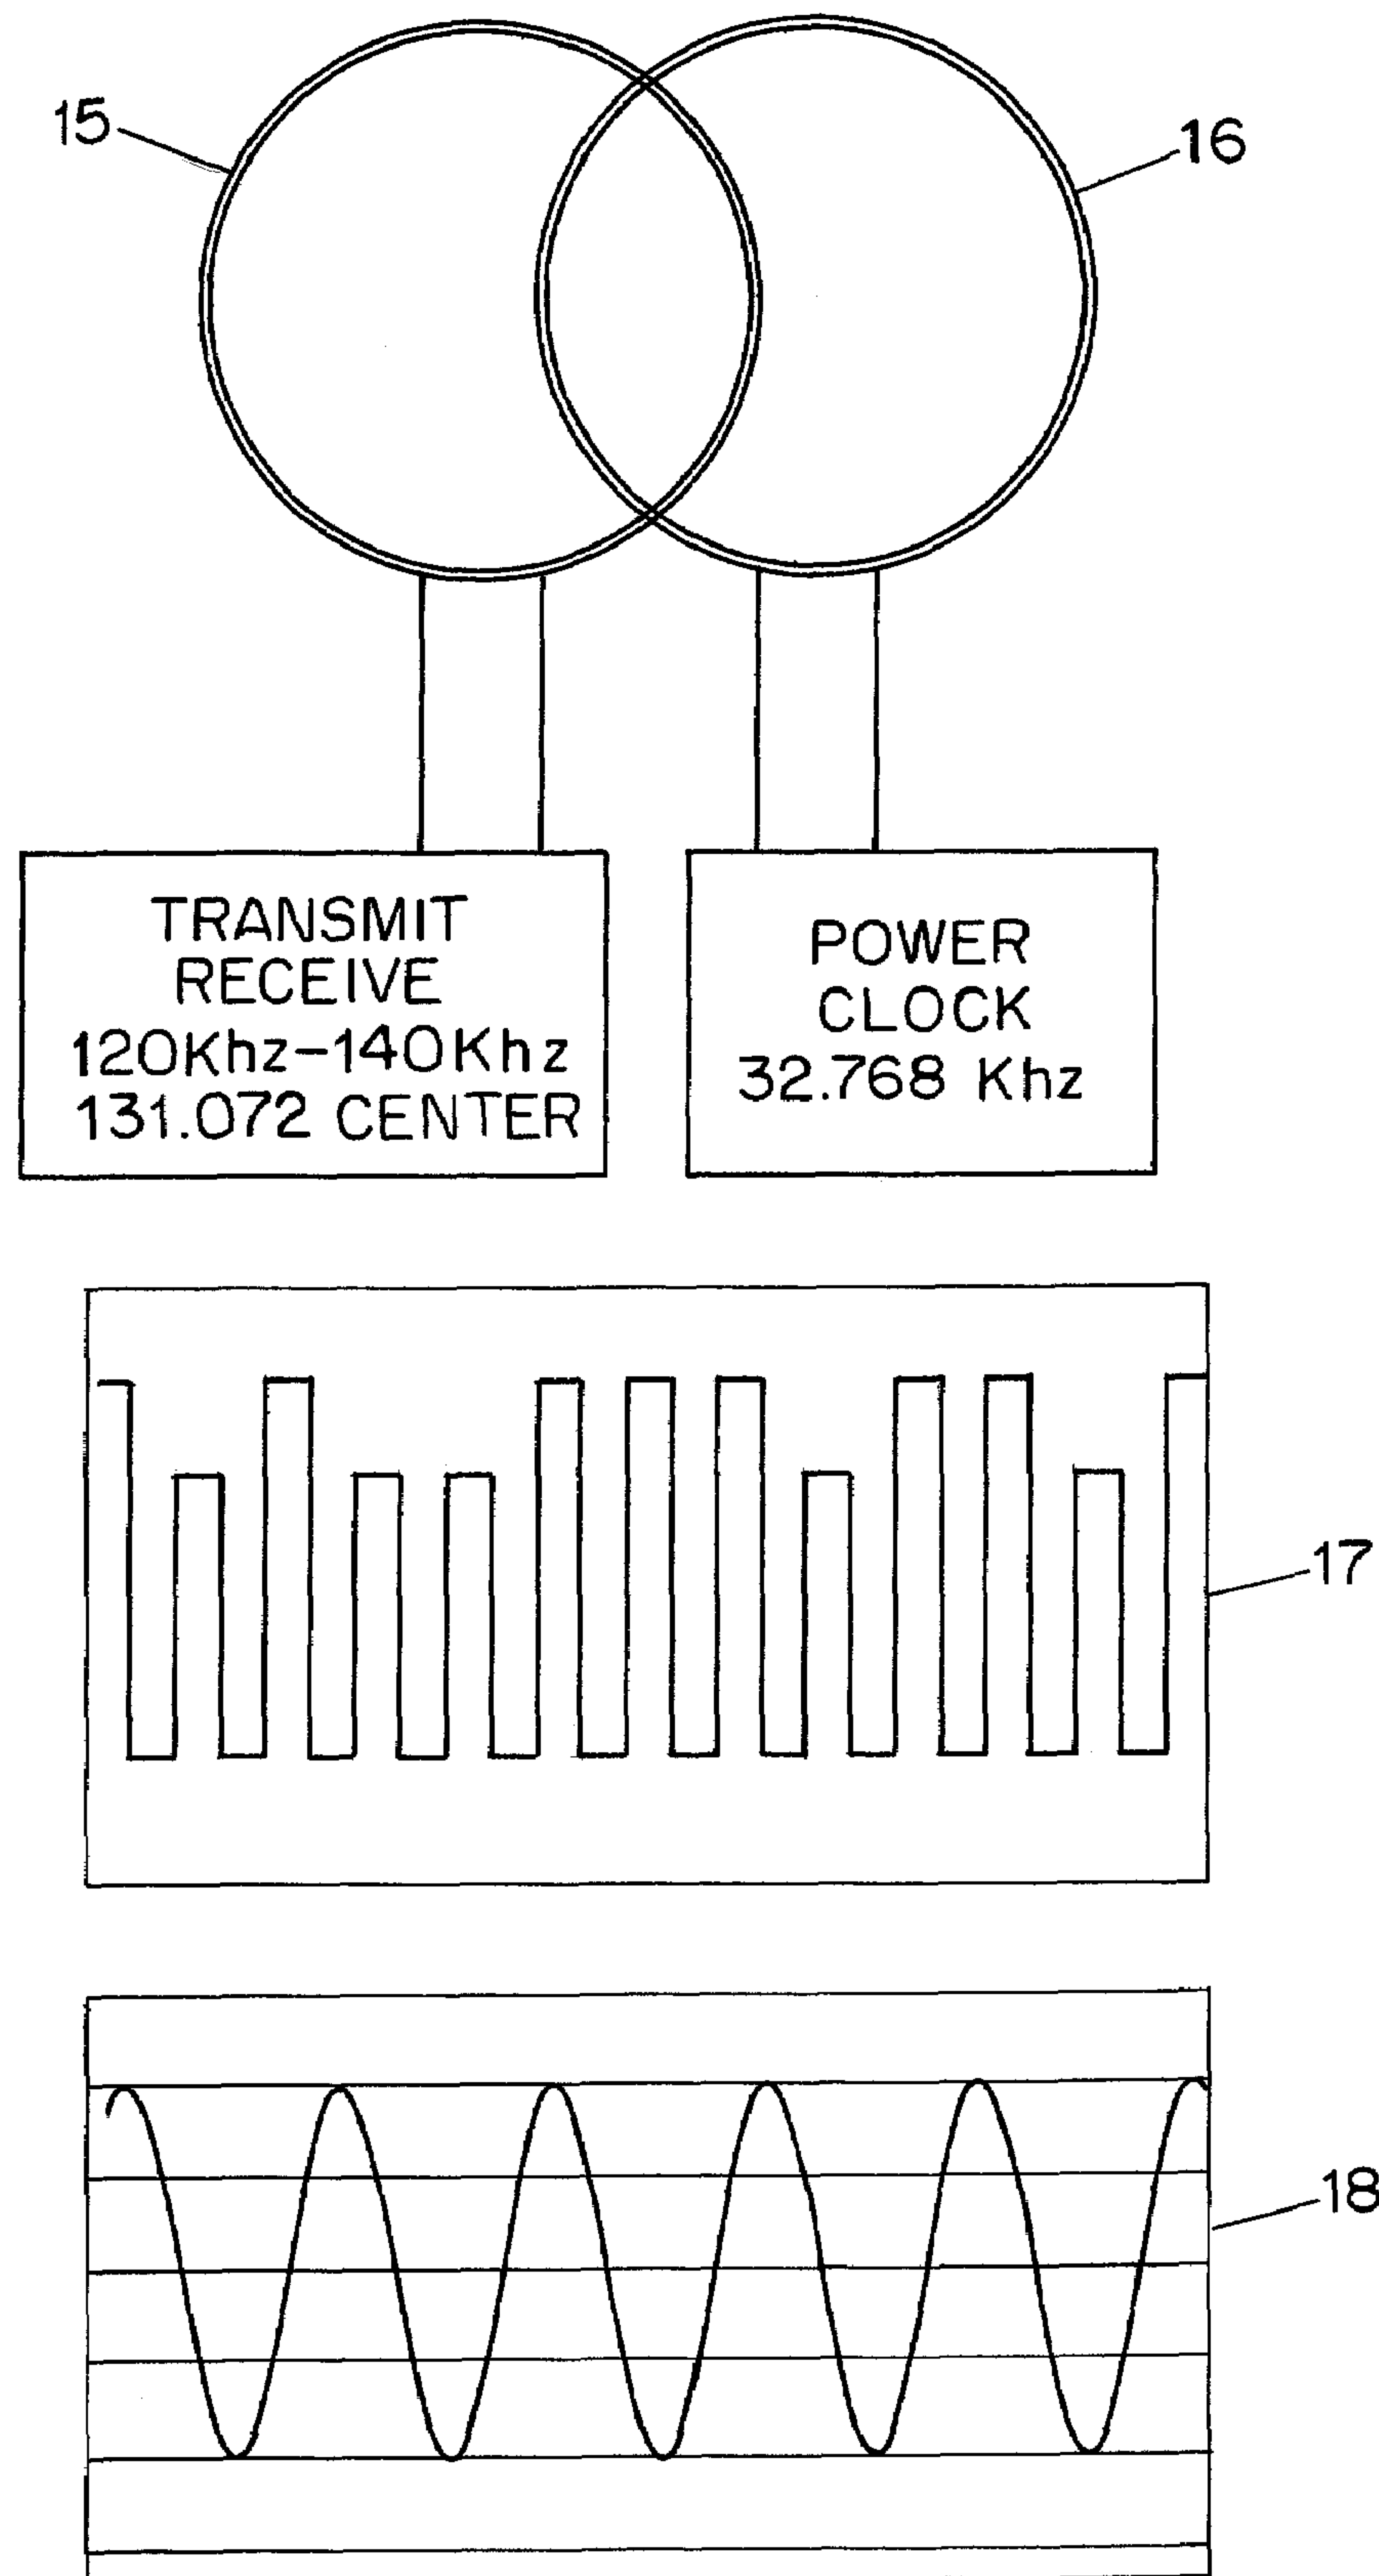 15
16
TRANSMIT
RECEIVE
120Khz-140Khz
131.072 CENTER
POWER
CLOCK
32.768 Khz
17
18